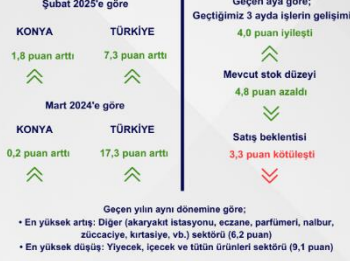 Şubat 2025'e göre
KONYA TÜRKİYE
1,8 puan arttı 7,3 puan arttı
Mart 2024'e göre
KONYA TÜRKİYE
0,2 puan arttı 17,3 puan arttı
Geçen aya göre;
Geçtiğimiz 3 ayda işlerin gelişimi
4,0 puan iyileşti
Mevcut stok düzeyi
4,8 puan azaldı
Satış beklentisi
3,3 puan kötüleşti
Geçen yılın aynı dönemine göre;
• En yüksek artış: Diğer (akaryakıt istasyonu, eczane, parfümeri, nalbur,
züccaciye, kırtasiye, vb.) sektörü (6,2 puan)
• En yüksek düşüş: Yiyecek, içecek ve tütün ürünleri sektörü (9,1 puan)